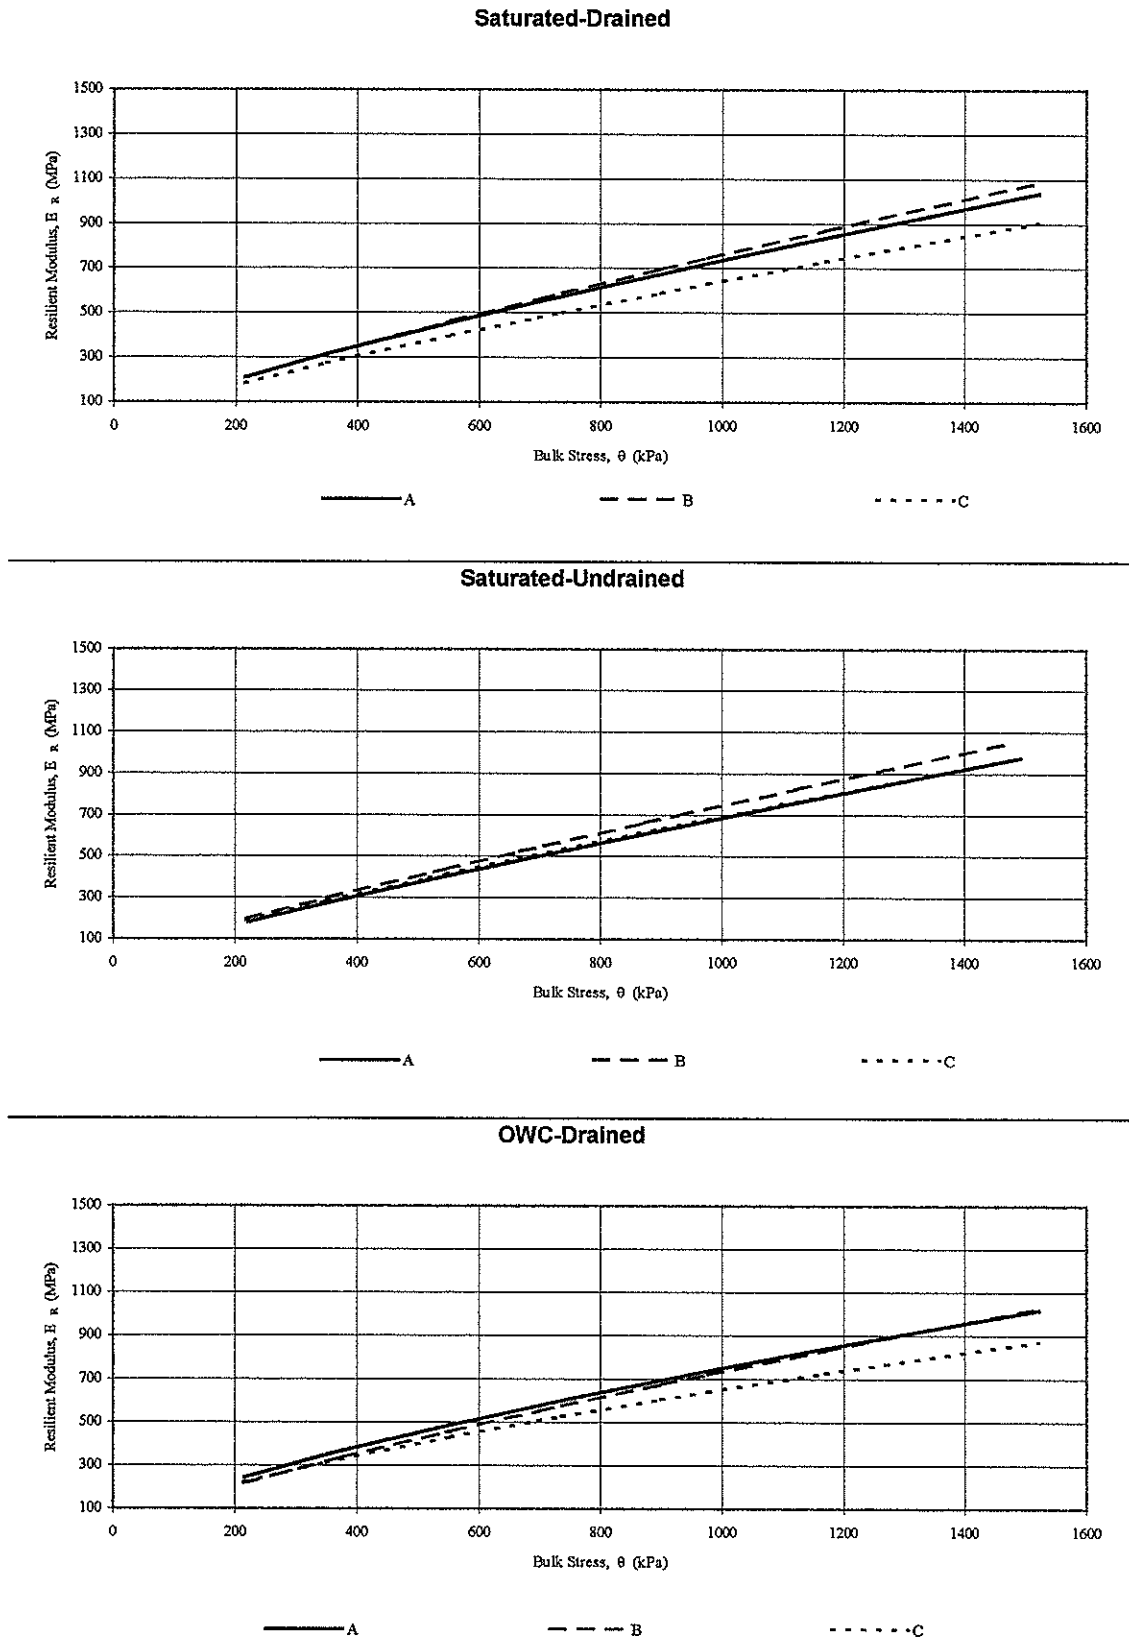 Saturated-Drained
1500
1300
1100
900
700
500
300
100
Resilient Modulus, E R (MPa)
0 200 400 600 800 1000 1200 1400 1600
Bulk Stress, θ (kPa)
A B C
Saturated-Undrained
1500
1300
1100
900
700
500
300
100
Resilient Modulus, E R (MPa)
0 200 400 600 800 1000 1200 1400 1600
Bulk Stress, θ (kPa)
A B C
OWC-Drained
1500
1300
1100
900
700
500
300
100
Resilient Modulus, E R (MPa)
0 200 400 600 800 1000 1200 1400 1600
Bulk Stress, θ (kPa)
A B C